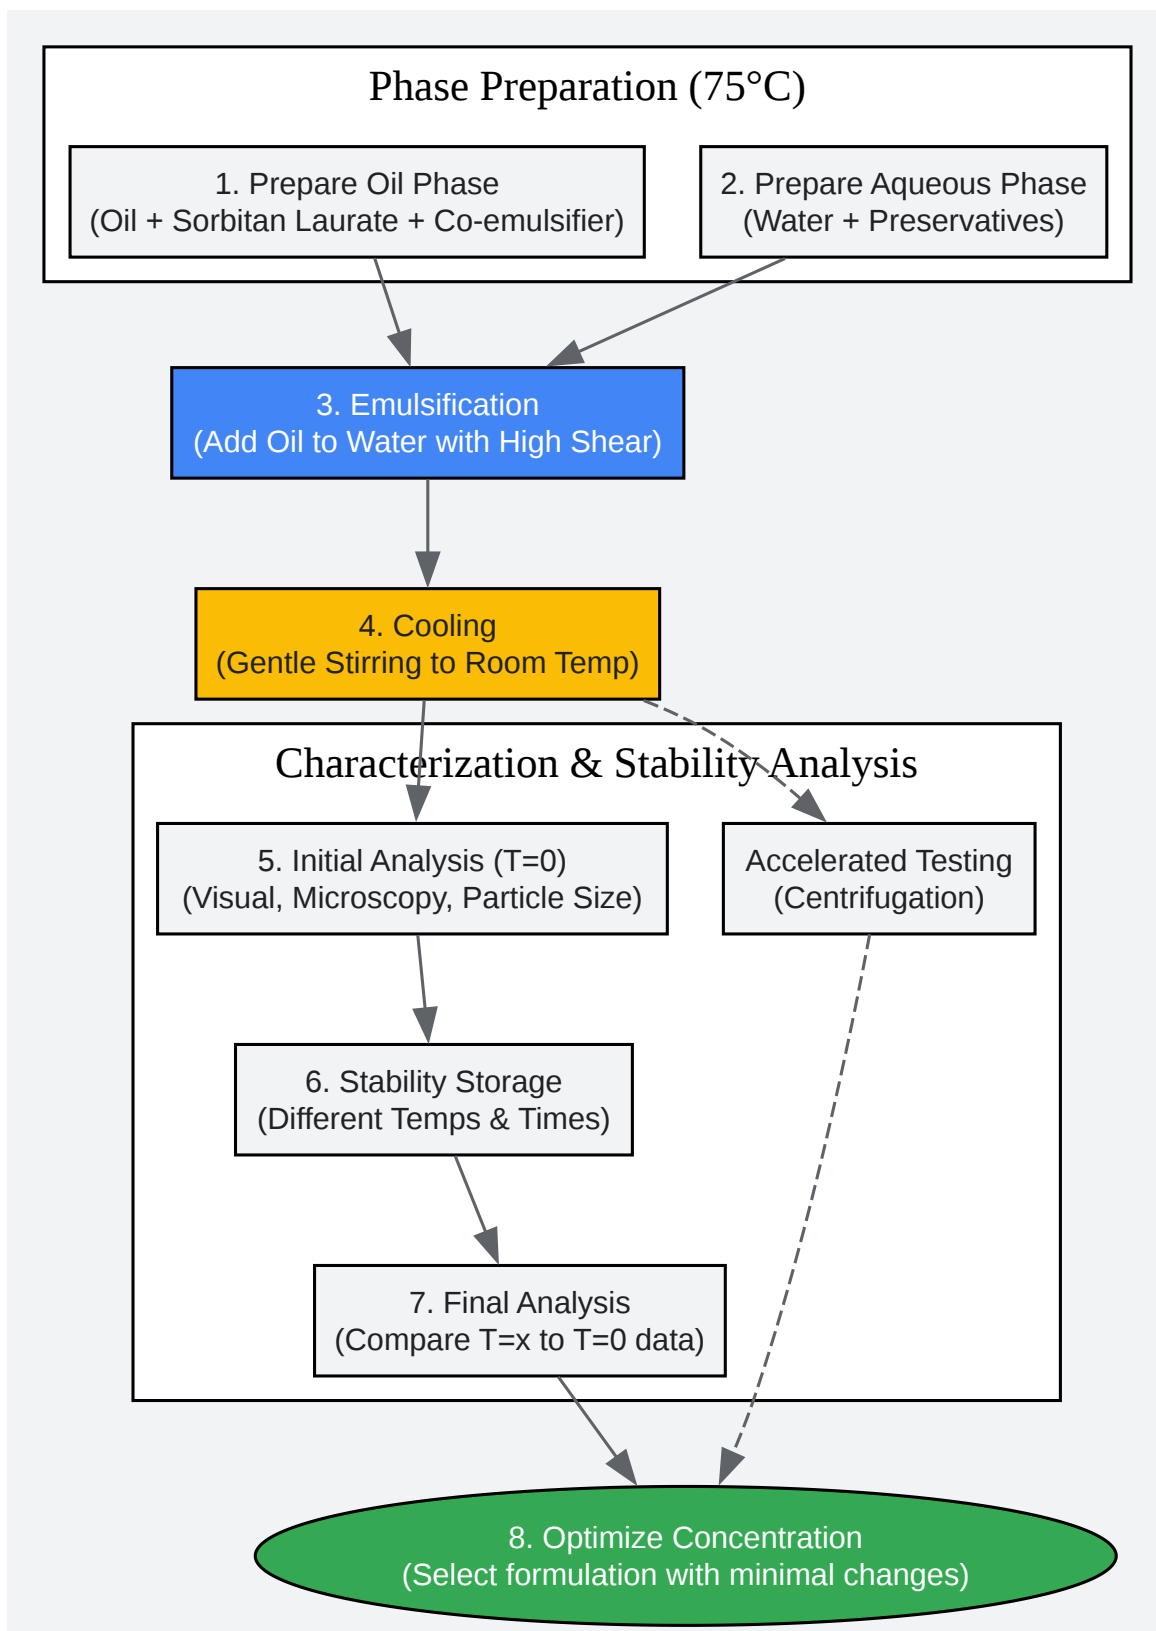 Phase Preparation (75°C)
1. Prepare Oil Phase
(Oil + Sorbitan Laurate + Co-emulsifier)
2. Prepare Aqueous Phase
(Water + Preservatives)
3. Emulsification
(Add Oil to Water with High Shear)
4. Cooling
(Gentle Stirring to Room Temp)
Characterization & Stability Analysis
5. Initial Analysis (T=0)
(Visual, Microscopy, Particle Size)
Accelerated Testing
(Centrifugation)
6. Stability Storage
(Different Temps & Times)
7. Final Analysis
(Compare T=x to T=0 data)
8. Optimize Concentration
(Select formulation with minimal changes)